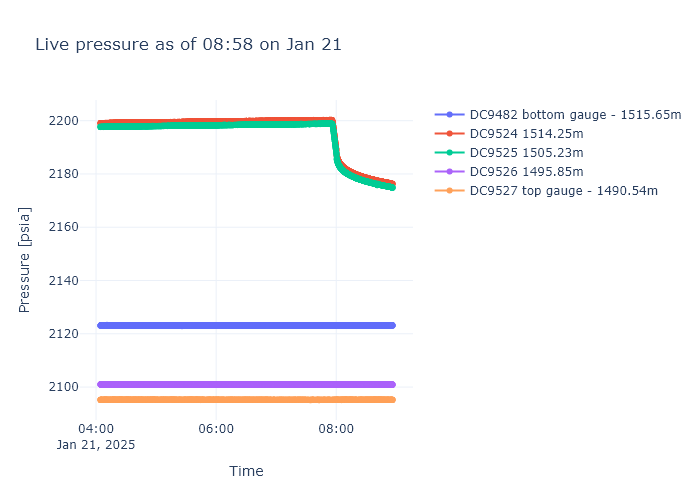 Live pressure as of 08:58 on Jan 21
DC9482 bottom gauge - 1515.65m
DC9524 1514.25m
DC9525 1505.23m
DC9526 1495.85m
DC9527 top gauge - 1490.54m
Pressure [psia]
2200
2180
2160
2140
2120
2100
04:00
Jan 21, 2025
06:00
08:00
Time